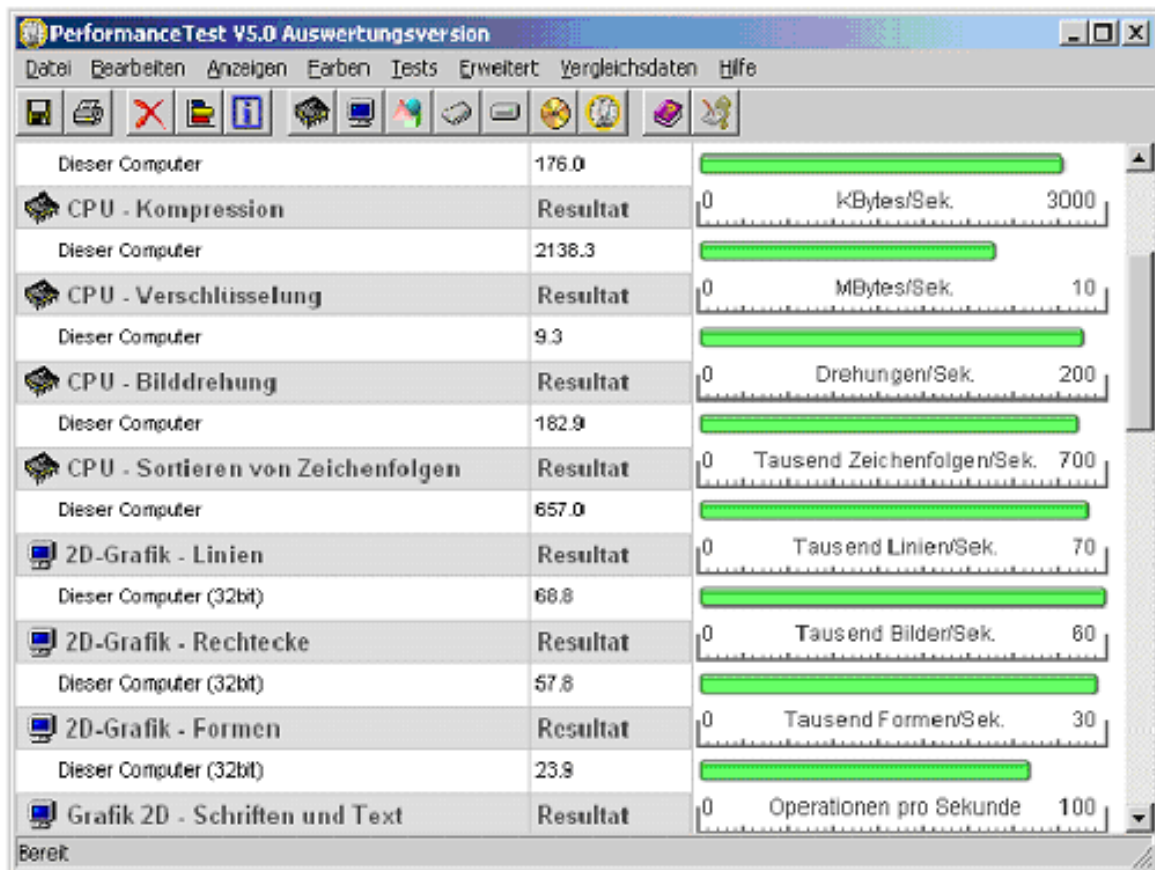 PerformanceTest V5.0 Auswertungsversion
Datei Bearbeiten Anzeigen Farben Tests Erweitert Vergleichsdaten Hilfe
Dieser Computer 176.0
CPU - Kompression Resultat 0 KBytes/Sek. 3000
Dieser Computer 2138.3
CPU - Verschlüsselung Resultat 0 MBytes/Sek. 10
Dieser Computer 9.3
CPU - Bilddrehung Resultat 0 Drehungen/Sek. 200
Dieser Computer 182.9
CPU - Sortieren von Zeichenfolgen Resultat 0 Tausend Zeichenfolgen/Sek. 700
Dieser Computer 657.0
2D-Grafik - Linien Resultat 0 Tausend Linien/Sek. 70
Dieser Computer (32bit) 68.8
2D-Grafik - Rechtecke Resultat 0 Tausend Bilder/Sek. 60
Dieser Computer (32bit) 57.8
2D-Grafik - Formen Resultat 0 Tausend Formen/Sek. 30
Dieser Computer (32bit) 23.9
Grafik 2D - Schriften und Text Resultat 0 Operationen pro Sekunde 100
Bereit